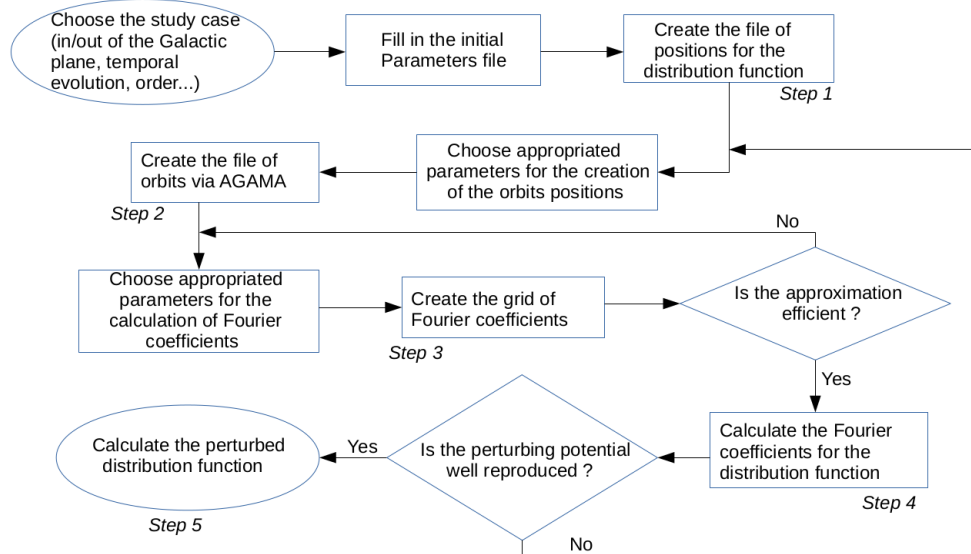 Choose the study case
(in/out of the Galactic
plane, temporal
evolution, order...)
Fill in the initial
Parameters file
Create the file of
positions for the
distribution function
Step 1
Choose appropriated
parameters for the creation
of the orbits positions
Create the file of
orbits via AGAMA
Step 2
No
Choose appropriated
parameters for the
calculation of Fourier
coefficients
Create the grid of
Fourier coefficients
Step 3
Is the approximation
efficient ?
Yes
Calculate the Fourier
coefficients for the
distribution function
Step 4
Is the perturbing potential
well reproduced ?
Yes
Calculate the perturbed
distribution function
Step 5
No